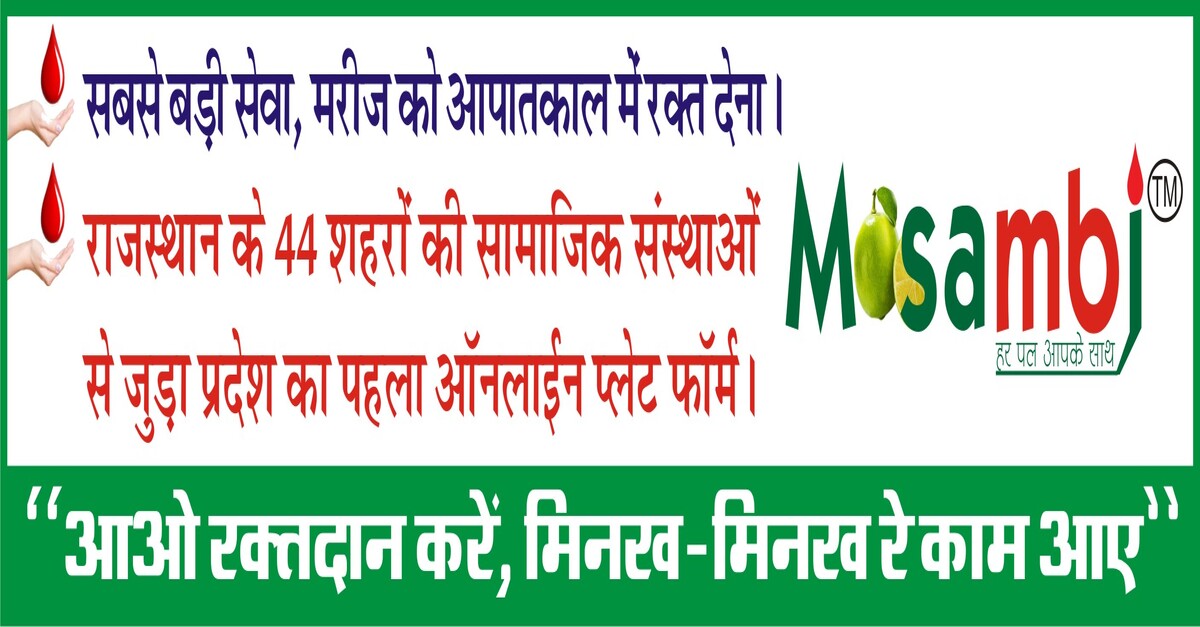 सबसे बड़ी सेवा, मरीज को आपातकाल में रक्त देना।
राजस्थान के 44 शहरों की सामाजिक संस्थाओं
से जुड़ा प्रदेश का पहला ऑनलाईन प्लेट फॉर्म।
Mosambi TM
हर पल आपके साथ
“आओ रक्तदान करें, मिनख-मिनख रे काम आए”